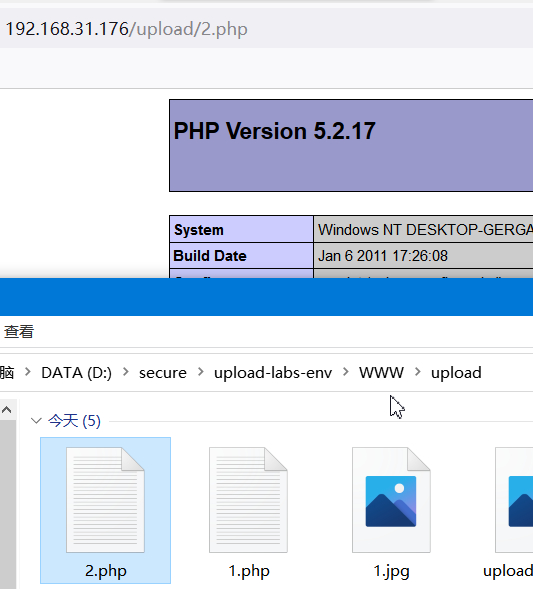 192.168.31.176/upload/2.php
PHP Version 5.2.17
System Windows NT DESKTOP-GERGA
Build Date Jan 6 2011 17:26:08
查看
脑 > DATA (D:) > secure > upload-labs-env > WWW > upload
今天 (5)
2.php 1.php 1.jpg upload